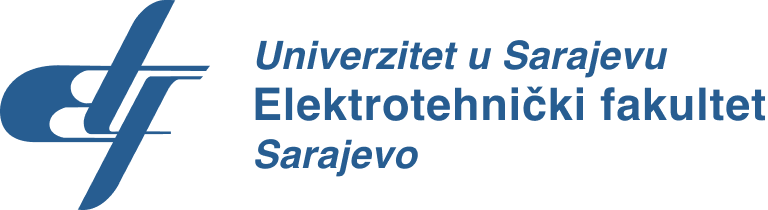 Univerzitet u Sarajevu
Elektrotehnički fakultet
Sarajevo